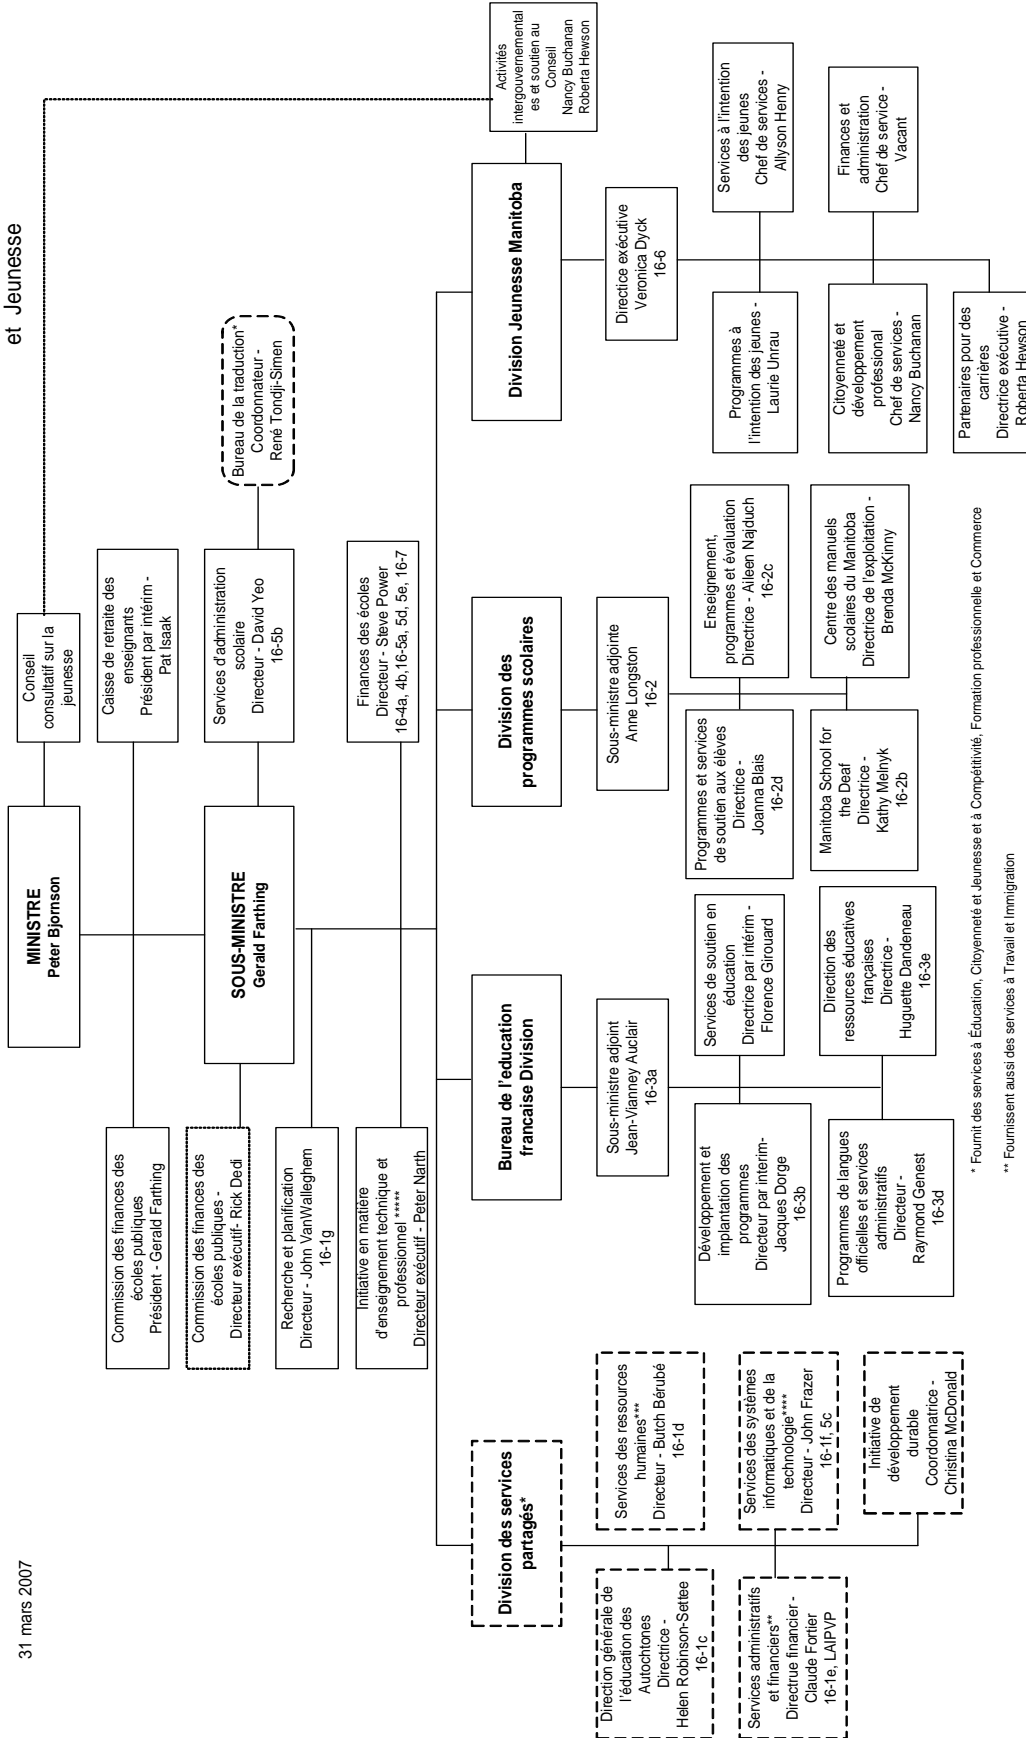 et Jeunesse
31 mars 2007
MINISTRE
Peter Bjornson
Conseil
consultatif sur la
jeunesse
Commission des finances des
écoles publiques
Président - Gerald Farthing
Caisse de retraite des
enseignants
Président par intérim -
Pat Isaak
Commission des finances des
écoles publiques -
Directeur exécutif- Rick Dedi
SOUS-MINISTRE
Gerald Farthing
Services d'administration
scolaire
Directeur - David Yeo
16-5b
Bureau de la traduction*
Coordonnateur -
René Tondji-Simen
Recherche et planification
Directeur - John VanWalleghem
16-1g
Initiative en matière
d'enseignement technique et
professionnel *****
Directeur exécutif - Peter Narth
Finances des écoles
Directeur - Steve Power
16-4a, 4b,16-5a, 5d, 5e, 16-7
Division des services
partagés*
Bureau de l'education
francaise Division
Division des
programmes scolaires
Division Jeunesse Manitoba
Activités
intergouvernemental
es et soutien au
Conseil
Nancy Buchanan
Roberta Hewson
Direction générale de
l'éducation des
Autochtones
Directrice -
Helen Robinson-Settee
16-1c
Services des ressources
humaines***
Directeur - Butch Bérubé
16-1d
Services administratifs
et financiers**
Directrue financier -
Claude Fortier
16-1e, LAIPVP
Services des systèmes
informatiques et de la
technologie****
Directeur - John Frazer
16-1f, 5c
Initiative de
développement
durable
Coordonnatrice -
Christina McDonald
Sous-ministre adjoint
Jean-Vianney Auclair
16-3a
Développement et
implantation des
programmes
Directeur par interim-
Jacques Dorge
16-3b
Services de soutien en
éducation
Directrice par intérim -
Florence Girouard
Programmes de langues
officielles et services
administratifs
Directeur -
Raymond Genest
16-3d
Direction des
ressources éducatives
françaises
Directrice -
Huguette Dandeneau
16-3e
Sous-ministre adjointe
Anne Longston
16-2
Programmes et services
de soutien aux élèves
Directrice -
Joanna Blais
16-2d
Enseignement,
programmes et évaluation
Directrice - Aileen Najduch
16-2c
Manitoba School for
the Deaf
Directrice -
Kathy Melnyk
16-2b
Centre des manuels
scolaires du Manitoba
Directrice de l'exploitation -
Brenda McKinny
Directice exécutive
Veronica Dyck
16-6
Programmes à
l'intention des jeunes -
Laurie Unrau
Services à l'intention
des jeunes
Chef de services -
Allyson Henry
Citoyenneté et
dévelopement
professional
Chef de services -
Nancy Buchanan
Finances et
administration
Chef de service -
Vacant
Partenaires pour des
carrières
Directrice exécutive -
Roberta Hewson
* Fournit des services à Éducation, Citoyenneté et Jeunesse et à Compétitivité, Formation professionelle et Commerce
** Fournissent aussi des services à Travail et Immigration